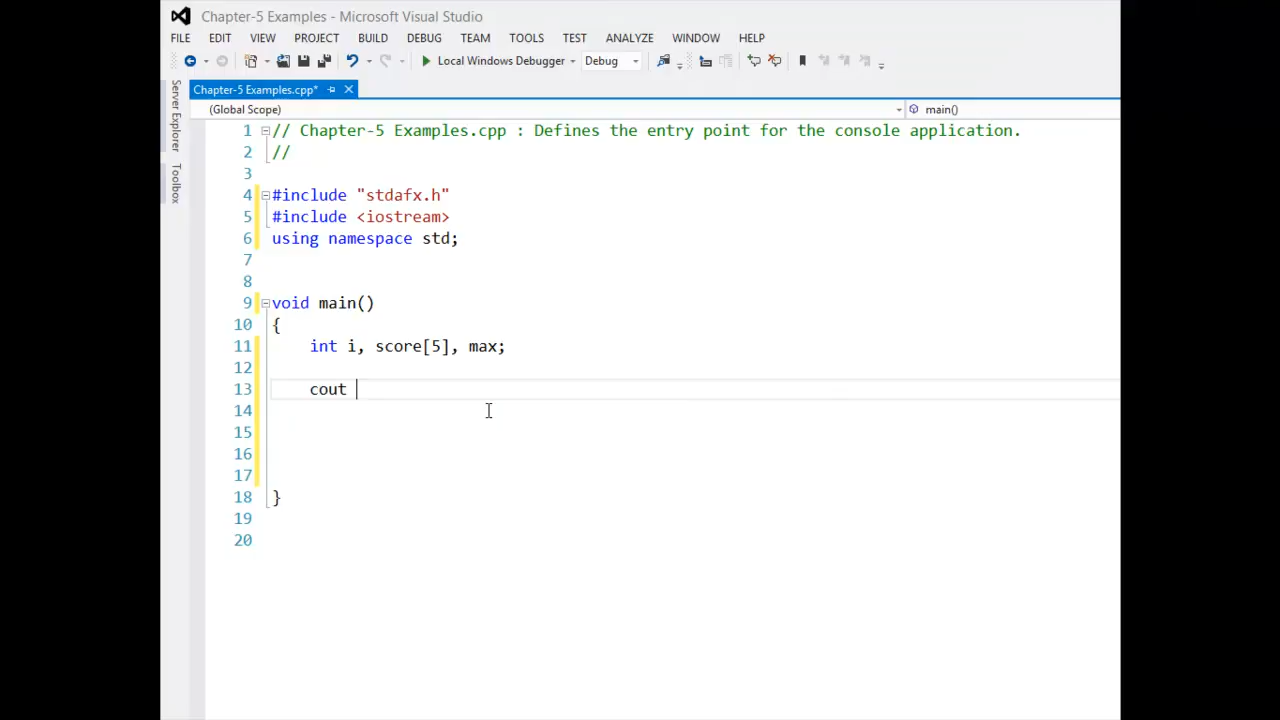 Chapter-5 Examples - Microsoft Visual Studio
FILE EDIT VIEW PROJECT BUILD DEBUG TEAM TOOLS TEST ANALYZE WINDOW HELP
Local Windows Debugger Debug
Chapter-5 Examples.cpp*
(Global Scope) main()
Server Explorer
Toolbox
1 // Chapter-5 Examples.cpp : Defines the entry point for the console application.
2 //
3
4 #include "stdafx.h"
5 #include <iostream>
6 using namespace std;
7
8
9 void main()
10 {
11 int i, score[5], max;
12
13 cout
14
15
16
17
18 }
19
20